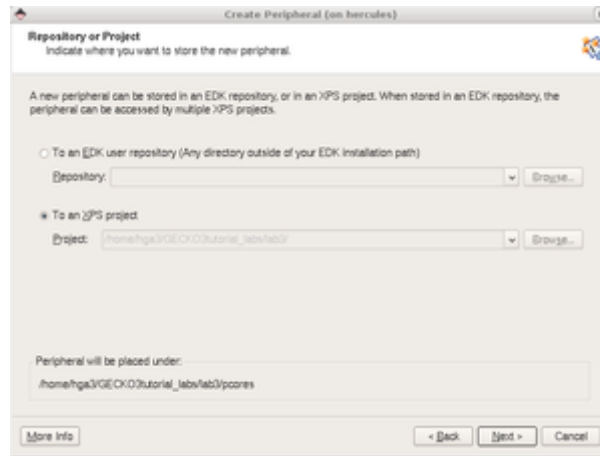 Create Peripheral (on hercules)
Repository or Project
Indicate where you want to store the new peripheral.
A new peripheral can be stored in an EDK repository, or in an XPS project. When stored in an EDK repository, the
peripheral can be accessed by multiple XPS projects.
To an EDK user repository (Any directory outside of your EDK installation path)
Repository:
Browse...
To an XPS project
Project:
/home/hga3/GECKO3tutorial_labs/lab3/
Browse...
Peripheral will be placed under:
/home/hga3/GECKO3tutorial_labs/lab3/pcores
More Info
< Back
Next >
Cancel